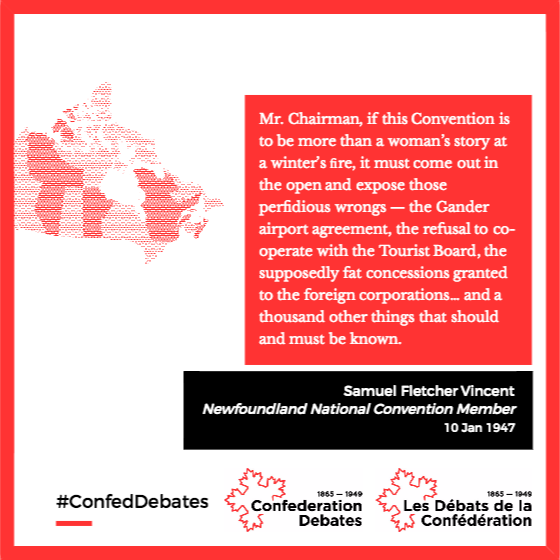 Mr. Chairman, if this Convention is
to be more than a woman's story at
a winter's fire, it must come out in
the open and expose those
perfidious wrongs — the Gander
airport agreement, the refusal to co-
operate with the Tourist Board, the
supposedly fat concessions granted
to the foreign corporations... and a
thousand other things that should
and must be known.
Samuel Fletcher Vincent
Newfoundland National Convention Member
10 Jan 1947
#ConfedDebates
1865 — 1949
Confederation
Debates
1865 — 1949
Les Débats de la
Confédération